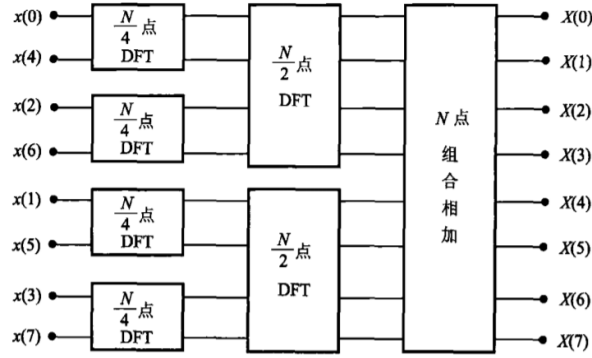 x(0)
x(4)
x(2)
x(6)
x(1)
x(5)
x(3)
x(7)
N/4 点
DFT
N/4 点
DFT
N/4 点
DFT
N/4 点
DFT
N/2 点
DFT
N/2 点
DFT
N 点
组
合
相
加
X(0)
X(1)
X(2)
X(3)
X(4)
X(5)
X(6)
X(7)